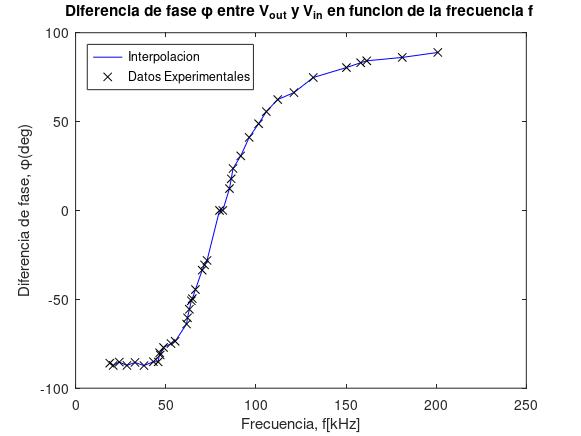 Diferencia de fase φ entre Vout y Vin en funcion de la frecuencia f
Interpolacion
Datos Experimentales
Diferencia de fase, φ(deg)
100
50
0
-50
-100
0 50 100 150 200 250
Frecuencia, f[kHz]